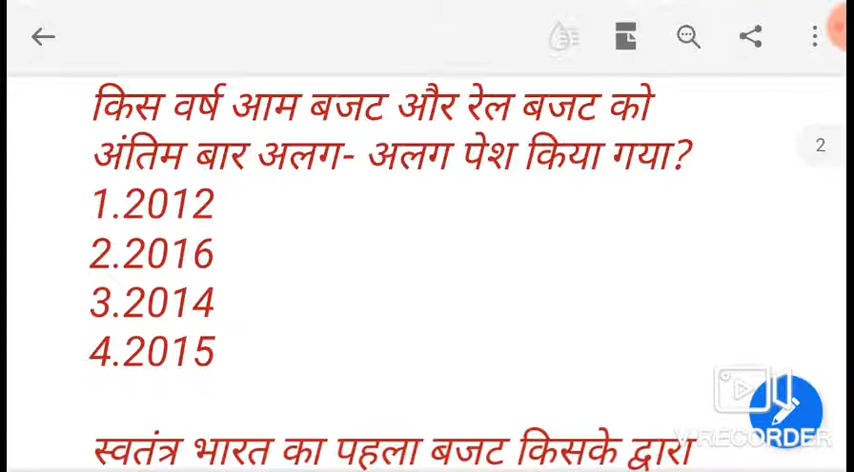 किस वर्ष आम बजट और रेल बजट को
अंतिम बार अलग- अलग पेश किया गया?
2
1.2012
2.2016
3.2014
4.2015
V RECORDER
स्वतंत्र भारत का पहला बजट किसके द्वारा